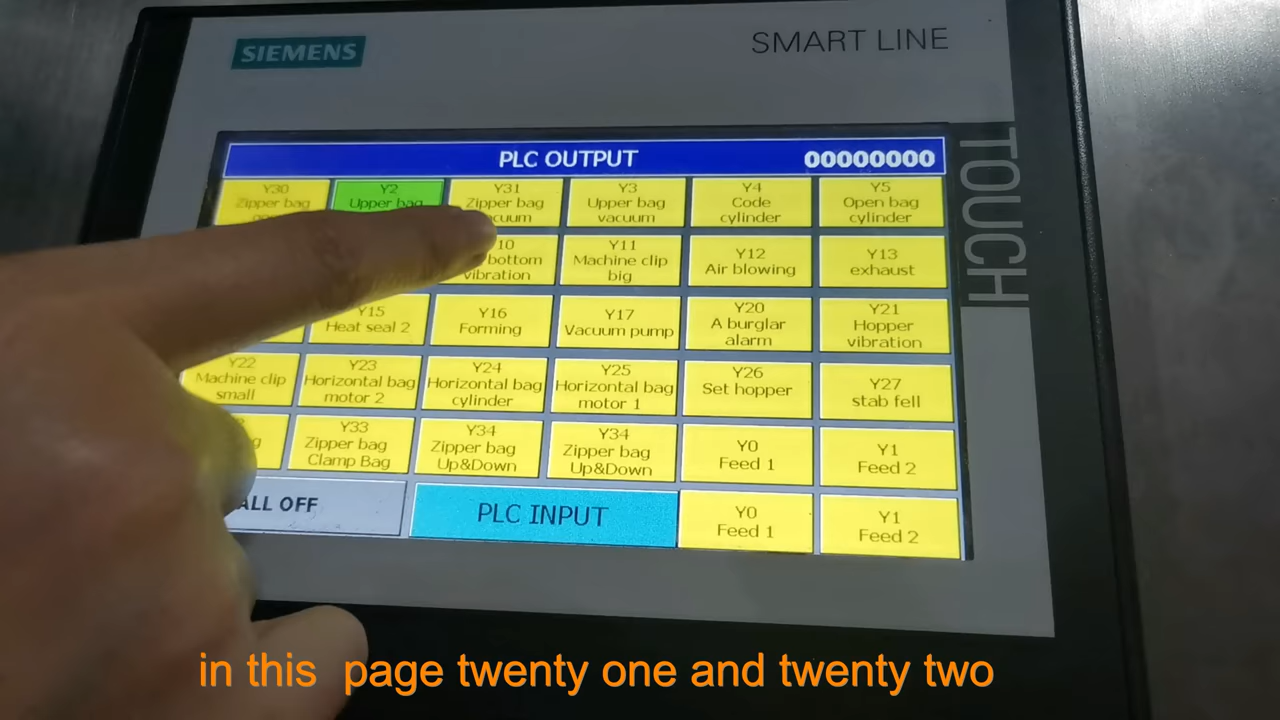 SIEMENS
SMART LINE
TOUCH
PLC OUTPUT
00000000
Y30
Zipper bag
Y2
Upper bag
Y31
Zipper bag
Y3
Upper bag
vacuum
Y4
Code
cylinder
Y5
Open bag
cylinder
bottom
vibration
Y11
Machine clip
big
Y12
Air blowing
Y13
exhaust
Y15
Heat seal 2
Y16
Forming
Y17
Vacuum pump
Y20
A burglar
alarm
Y21
Hopper
vibration
Y22
Machine clip
small
Y23
Horizontal bag
motor 2
Y24
Horizontal bag
cylinder
Y25
Horizontal bag
motor 1
Y26
Set hopper
Y27
stab fell
Y33
Zipper bag
Clamp Bag
Y34
Zipper bag
Up&Down
Y34
Zipper bag
Up&Down
Y0
Feed 1
Y1
Feed 2
ALL OFF
PLC INPUT
Y0
Feed 1
Y1
Feed 2
in this page twenty one and twenty two